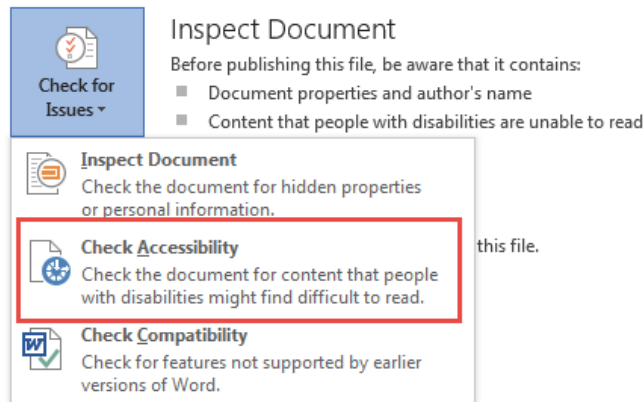 Inspect Document
Before publishing this file, be aware that it contains:
Document properties and author's name
Content that people with disabilities are unable to read
Check for
Issues
Inspect Document
Check the document for hidden properties
or personal information.
Check Accessibility
Check the document for content that people
with disabilities might find difficult to read.
this file.
Check Compatibility
Check for features not supported by earlier
versions of Word.